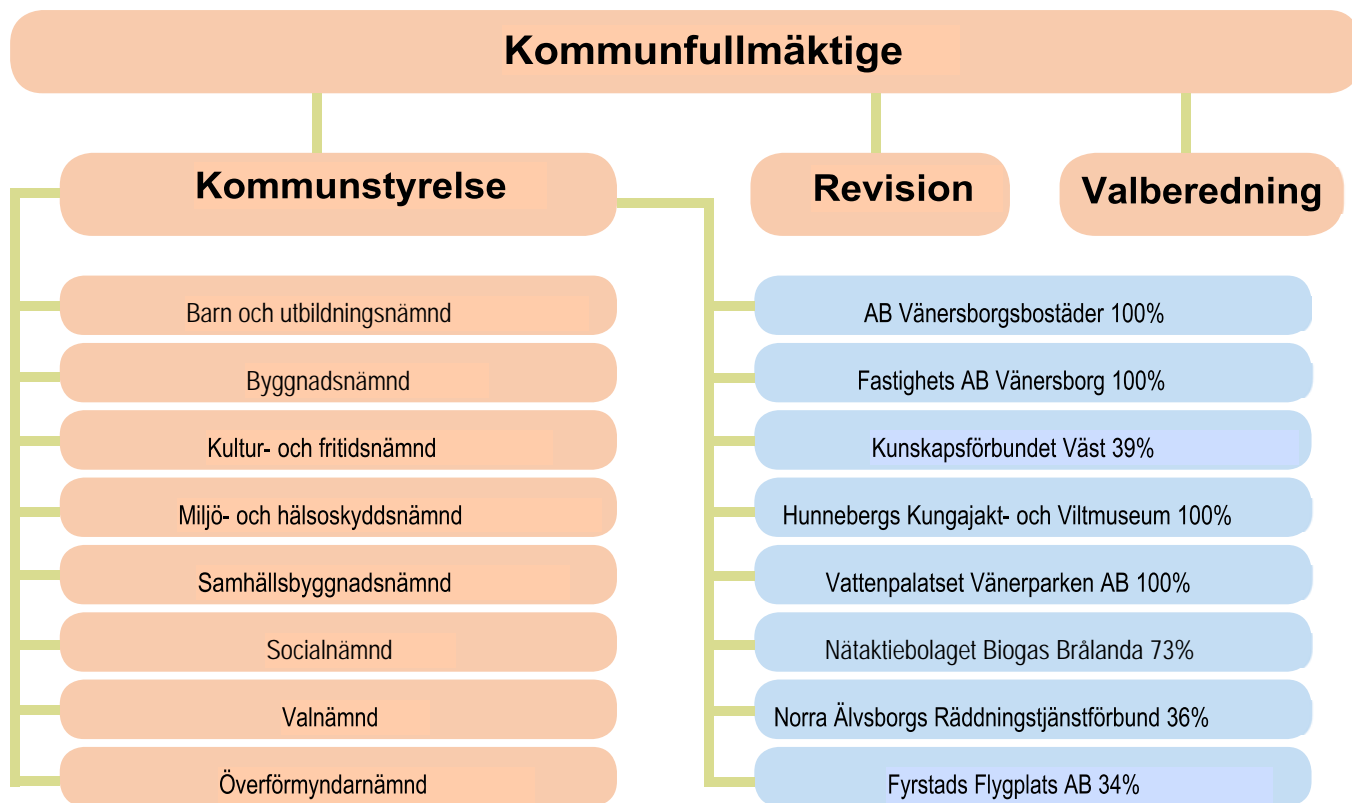 Kommunfullmäktige
Kommunstyrelse
Revision
Valberedning
Barn och utbildningsnämnd
Byggnadsnämnd
Kultur- och fritidsnämnd
Miljö- och hälsoskyddsnämnd
Samhällsbyggnadsnämnd
Socialnämnd
Valnämnd
Överförmyndarnämnd
AB Vänersborgsbostäder 100%
Fastighets AB Vänersborg 100%
Kunskapsförbundet Väst 39%
Hunnebergs Kungajakt- och Viltmuseum 100%
Vattenpalatset Vänerparken AB 100%
Nätaktiebolaget Biogas Brålanda 73%
Norra Älvsborgs Räddningstjänstförbund 36%
Fyrstads Flygplats AB 34%